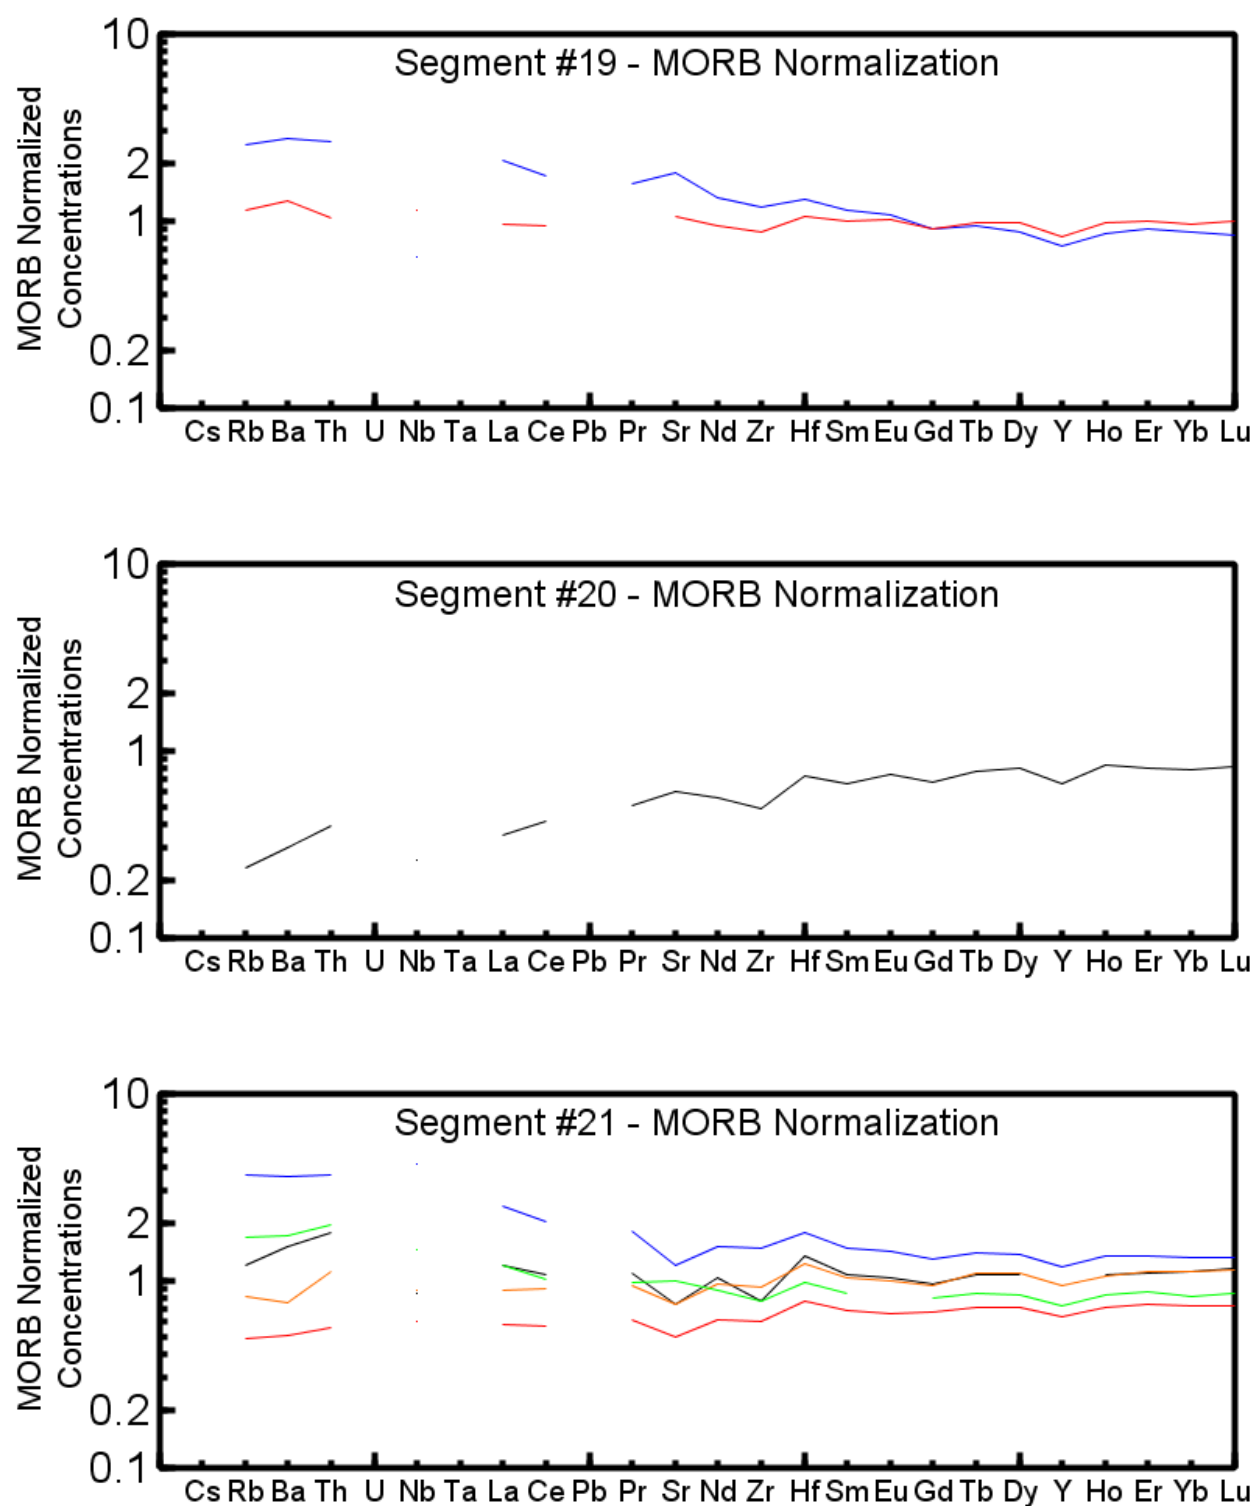 Segment #19 - MORB Normalization
MORB Normalized
Concentrations
10
2
1
0.2
0.1
Cs Rb Ba Th U Nb Ta La Ce Pb Pr Sr Nd Zr Hf Sm Eu Gd Tb Dy Y Ho Er Yb Lu
Segment #20 - MORB Normalization
MORB Normalized
Concentrations
10
2
1
0.2
0.1
Cs Rb Ba Th U Nb Ta La Ce Pb Pr Sr Nd Zr Hf Sm Eu Gd Tb Dy Y Ho Er Yb Lu
Segment #21 - MORB Normalization
MORB Normalized
Concentrations
10
2
1
0.2
0.1
Cs Rb Ba Th U Nb Ta La Ce Pb Pr Sr Nd Zr Hf Sm Eu Gd Tb Dy Y Ho Er Yb Lu